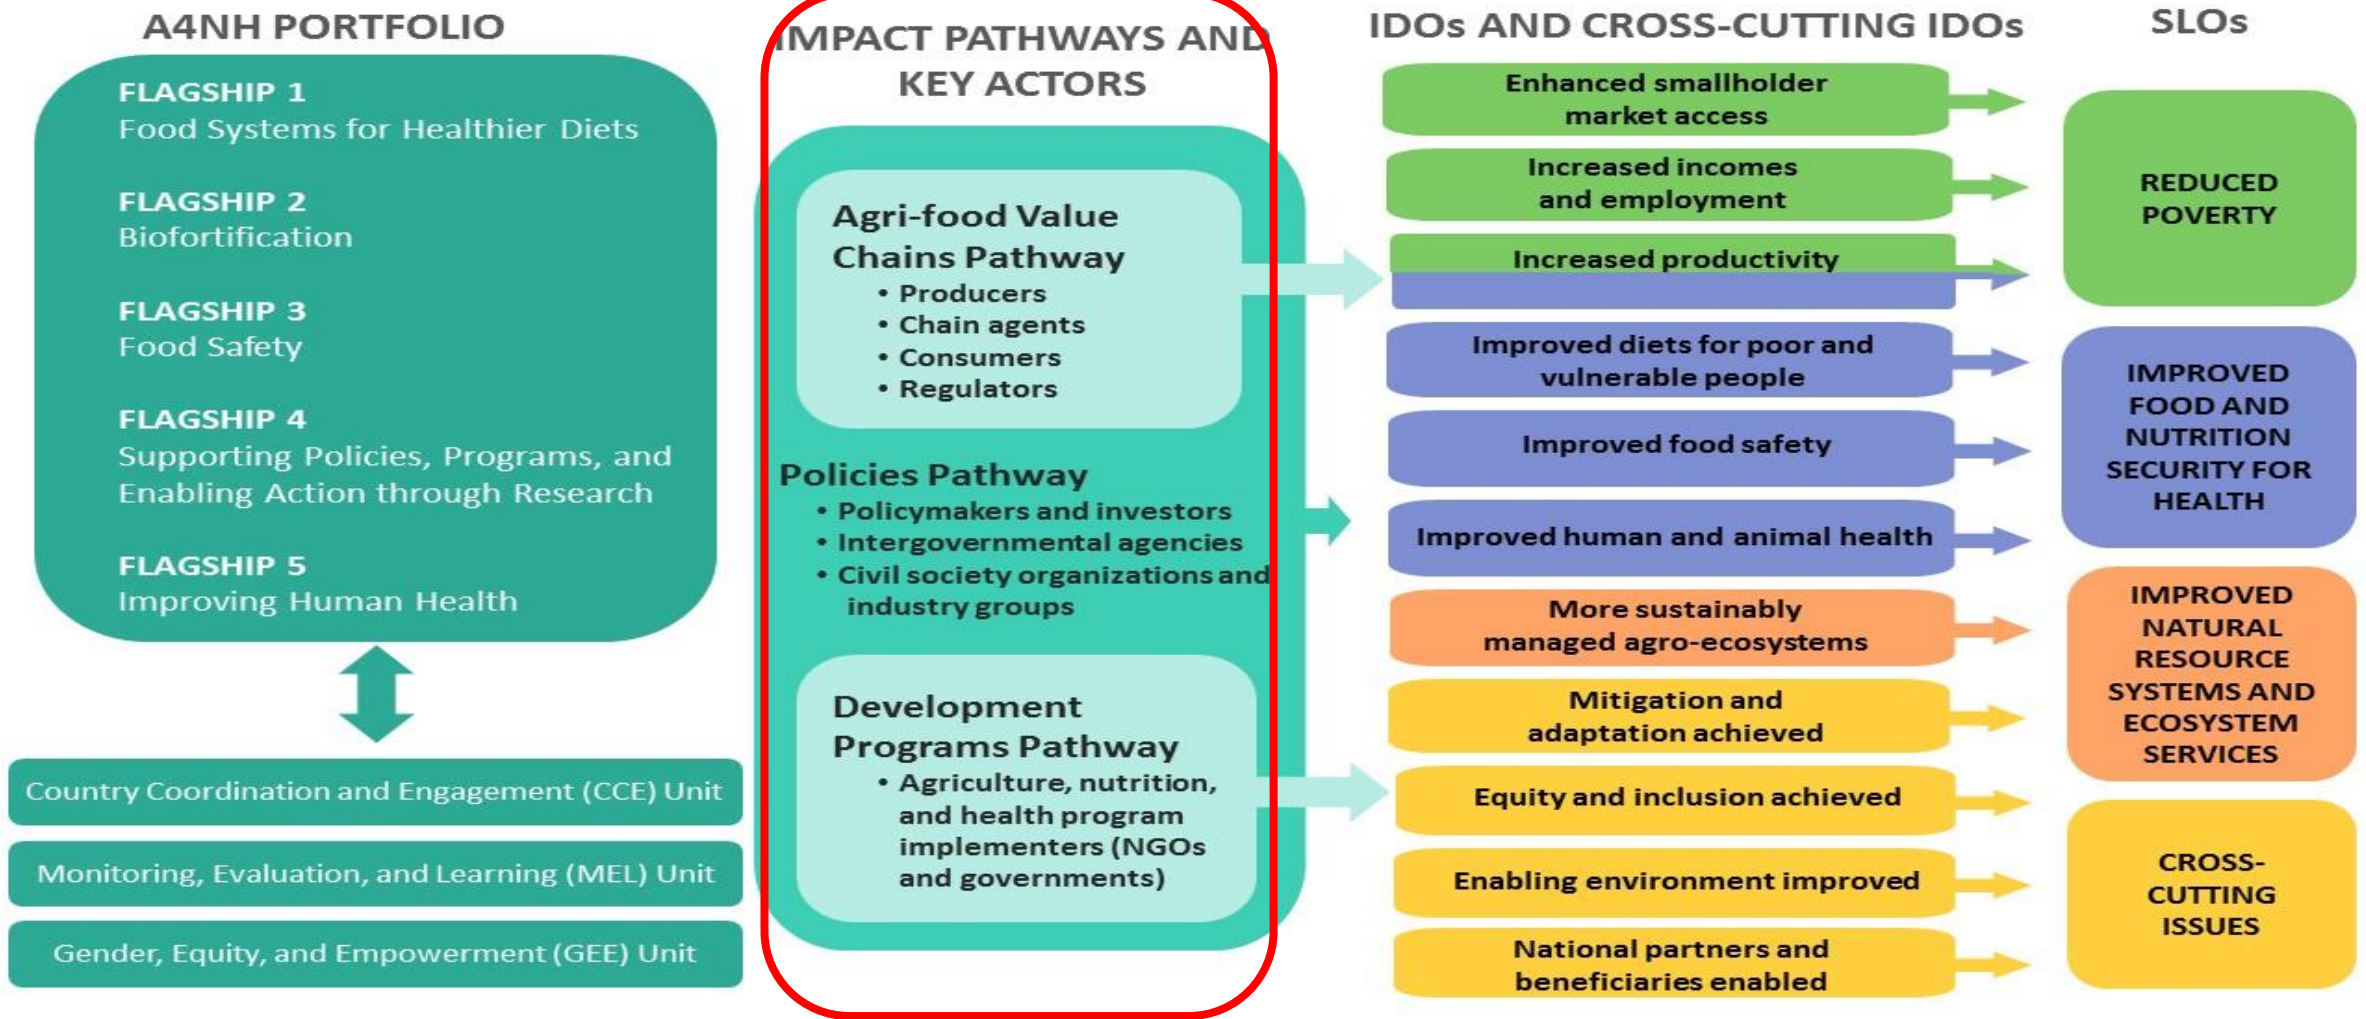 A4NH PORTFOLIO
FLAGSHIP 1
Food Systems for Healthier Diets
FLAGSHIP 2
Biofortification
FLAGSHIP 3
Food Safety
FLAGSHIP 4
Supporting Policies, Programs, and
Enabling Action through Research
FLAGSHIP 5
Improving Human Health
Country Coordination and Engagement (CCE) Unit
Monitoring, Evaluation, and Learning (MEL) Unit
Gender, Equity, and Empowerment (GEE) Unit
IMPACT PATHWAYS AND
KEY ACTORS
Agri-food Value
Chains Pathway
• Producers
• Chain agents
• Consumers
• Regulators
Policies Pathway
• Policymakers and investors
• Intergovernmental agencies
• Civil society organizations and
industry groups
Development
Programs Pathway
• Agriculture, nutrition,
and health program
implementers (NGOs
and governments)
IDOs AND CROSS-CUTTING IDOs
Enhanced smallholder
market access
Increased incomes
and employment
Increased productivity
Improved diets for poor and
vulnerable people
Improved food safety
Improved human and animal health
More sustainably
managed agro-ecosystems
Mitigation and
adaptation achieved
Equity and inclusion achieved
Enabling environment improved
National partners and
beneficiaries enabled
SLOs
REDUCED
POVERTY
IMPROVED
FOOD AND
NUTRITION
SECURITY FOR
HEALTH
IMPROVED
NATURAL
RESOURCE
SYSTEMS AND
ECOSYSTEM
SERVICES
CROSS-
CUTTING
ISSUES